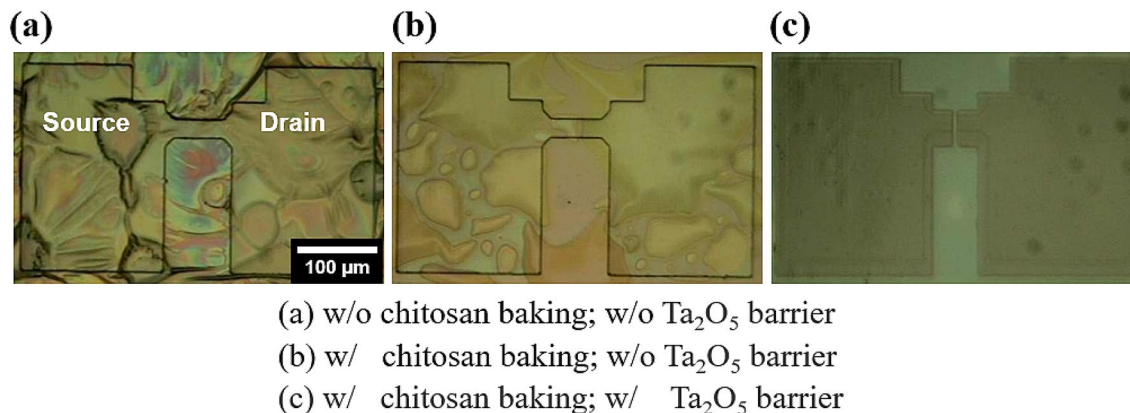 (a) (b) (c)
Source Drain
100 µm
(a) w/o chitosan baking; w/o Ta₂O₅ barrier
(b) w/ chitosan baking; w/o Ta₂O₅ barrier
(c) w/ chitosan baking; w/ Ta₂O₅ barrier